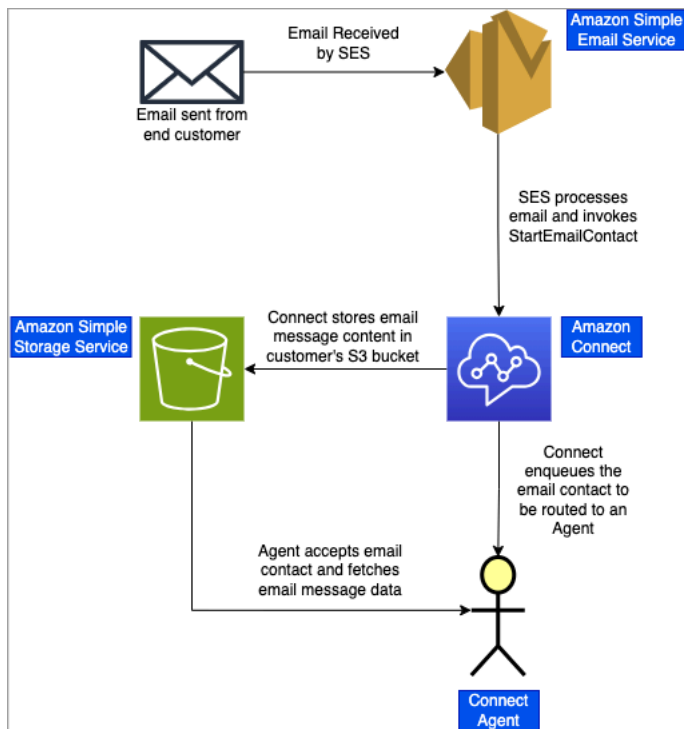 Email Received
by SES
Amazon Simple
Email Service
Email sent from
end customer
SES processes
email and invokes
StartEmailContact
Amazon Simple
Storage Service
Connect stores email
message content in
customer's S3 bucket
Amazon
Connect
Connect
enqueues the
email contact to
be routed to an
Agent
Agent accepts email
contact and fetches
email message data
Connect
Agent